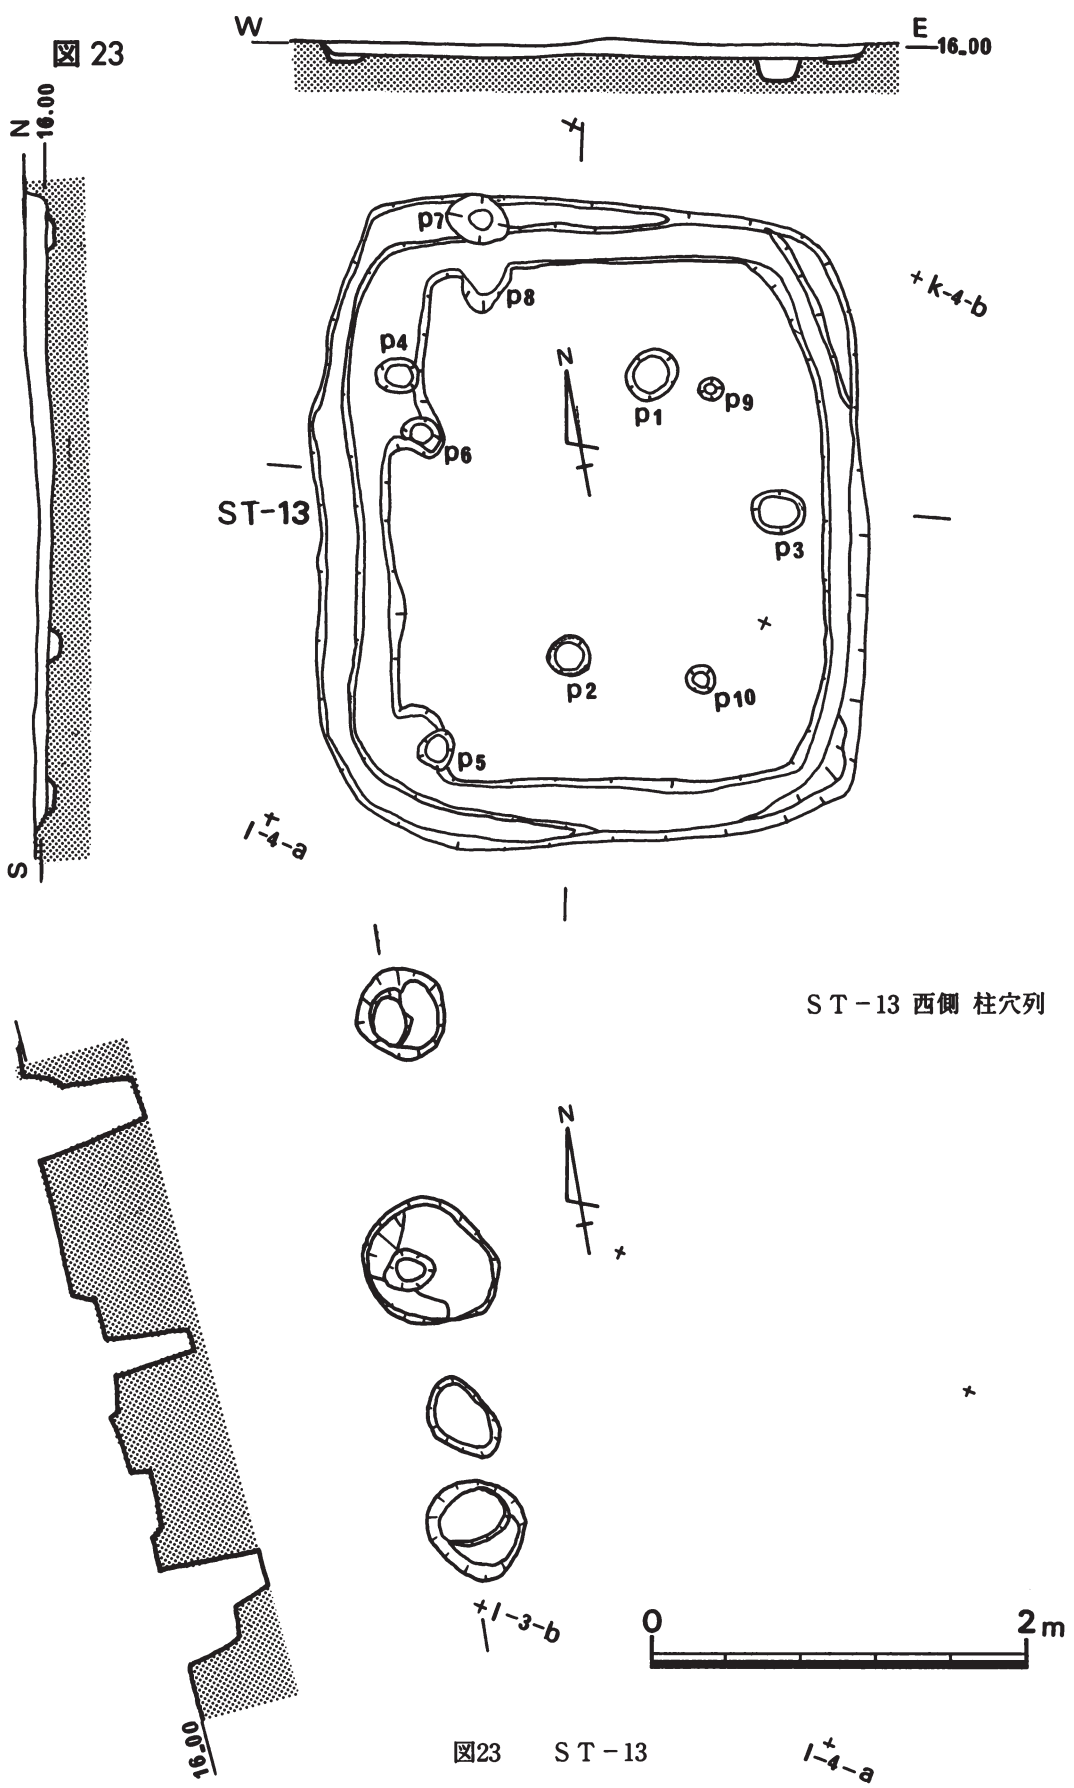 図 23
W
E
16.00
N
16.00
p7
p8
k-4-b
p4
N
p1
p9
p6
ST-13
p3
p2
p10
p5
l-4-a
S
ST-13 西側 柱穴列
N
l-3-b
0 2m
16.00
図23 ST-13
l-4-a